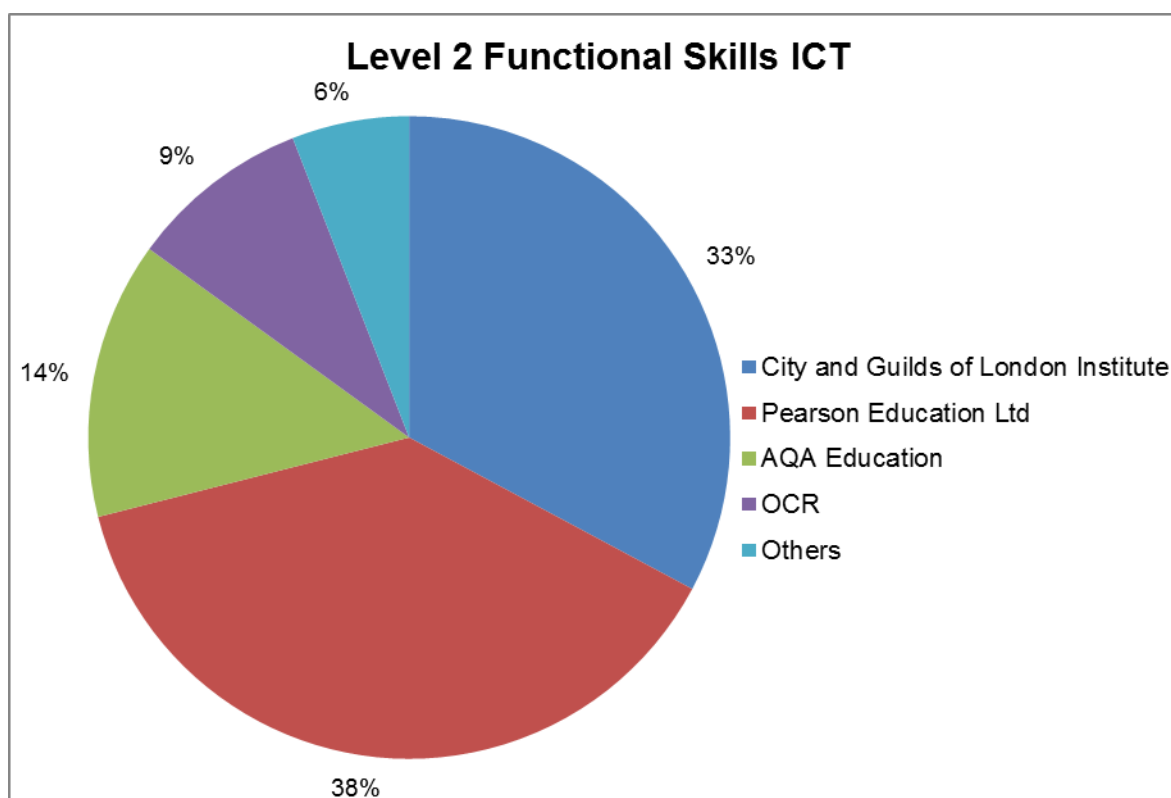 Level 2 Functional Skills ICT
6%
9%
33%
14%
City and Guilds of London Institute
Pearson Education Ltd
AQA Education
OCR
Others
38%